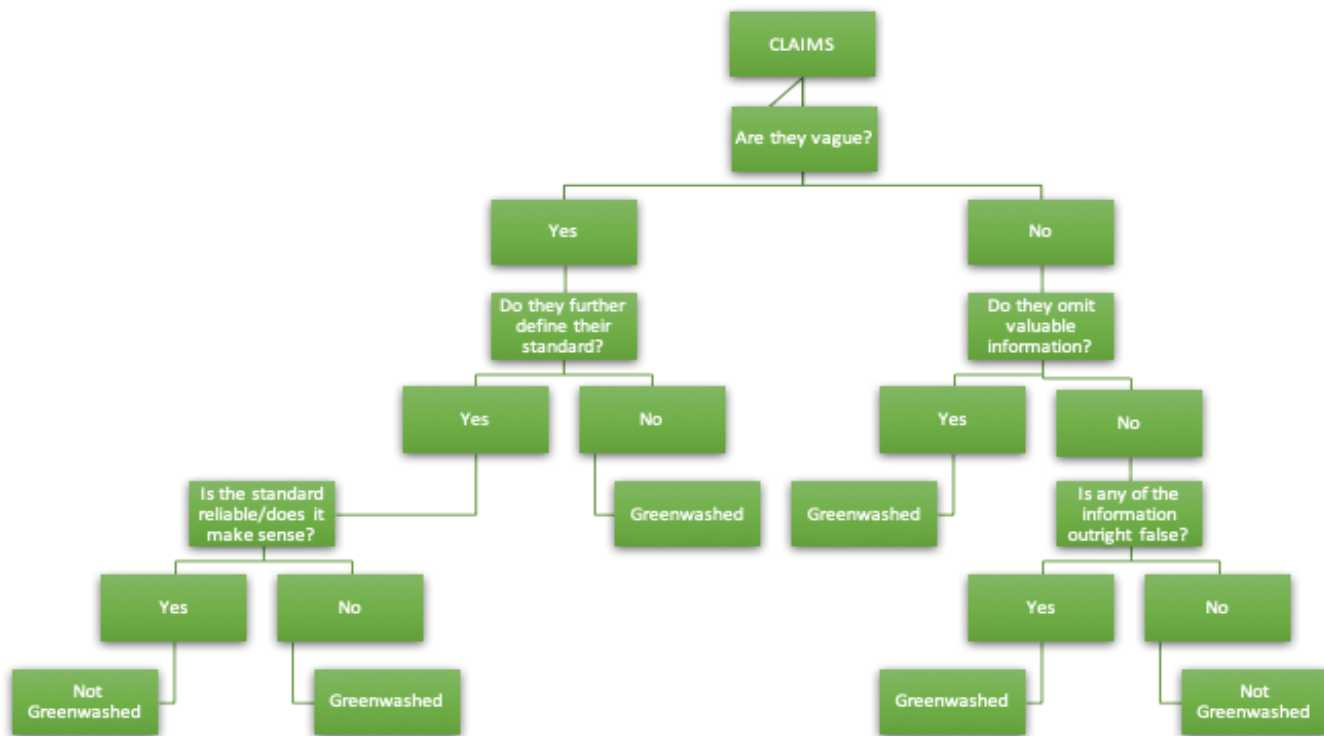 CLAIMS
Are they vague?
Yes
No
Do they further
define their
standard?
Do they omit
valuable
information?
Yes
No
Yes
No
Is the standard
reliable/does it
make sense?
Greenwashed
Greenwashed
Is any of the
information
outright false?
Yes
No
Yes
No
Not
Greenwashed
Greenwashed
Greenwashed
Not
Greenwashed